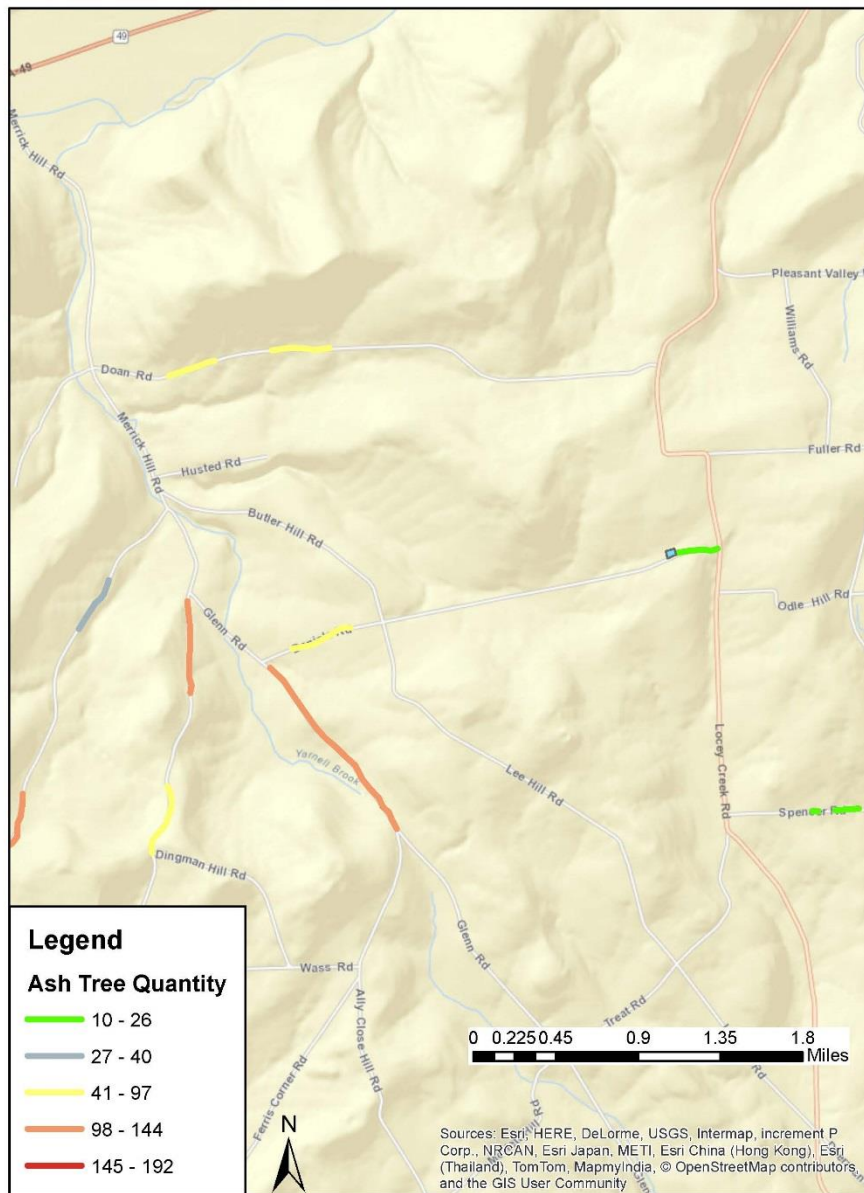 49
A-49
Merrick Hill Rd
Pleasant Valley
Williams Rd
Doan Rd
Merrick Hill Rd
Husted Rd
Fuller Rd
Butler Hill Rd
Odle Hill Rd
Glenn Rd
Rd
Yarnell Brook
Lee Hill Rd
Locey Creek Rd
Spencer Rd
Dingman Hill Rd
Glenn Rd
Wass Rd
Treat Rd
Ally Close Hill Rd
Ferris Corner Rd
Hill Rd
Rd
Glenn
Legend
Ash Tree Quantity
10 - 26
27 - 40
41 - 97
98 - 144
145 - 192
0 0.225 0.45 0.9 1.35 1.8
Miles
N
Sources: Esri, HERE, DeLorme, USGS, Intermap, increment P
Corp., NRCAN, Esri Japan, METI, Esri China (Hong Kong), Esri
(Thailand), TomTom, MapmyIndia, © OpenStreetMap contributors,
and the GIS User Community